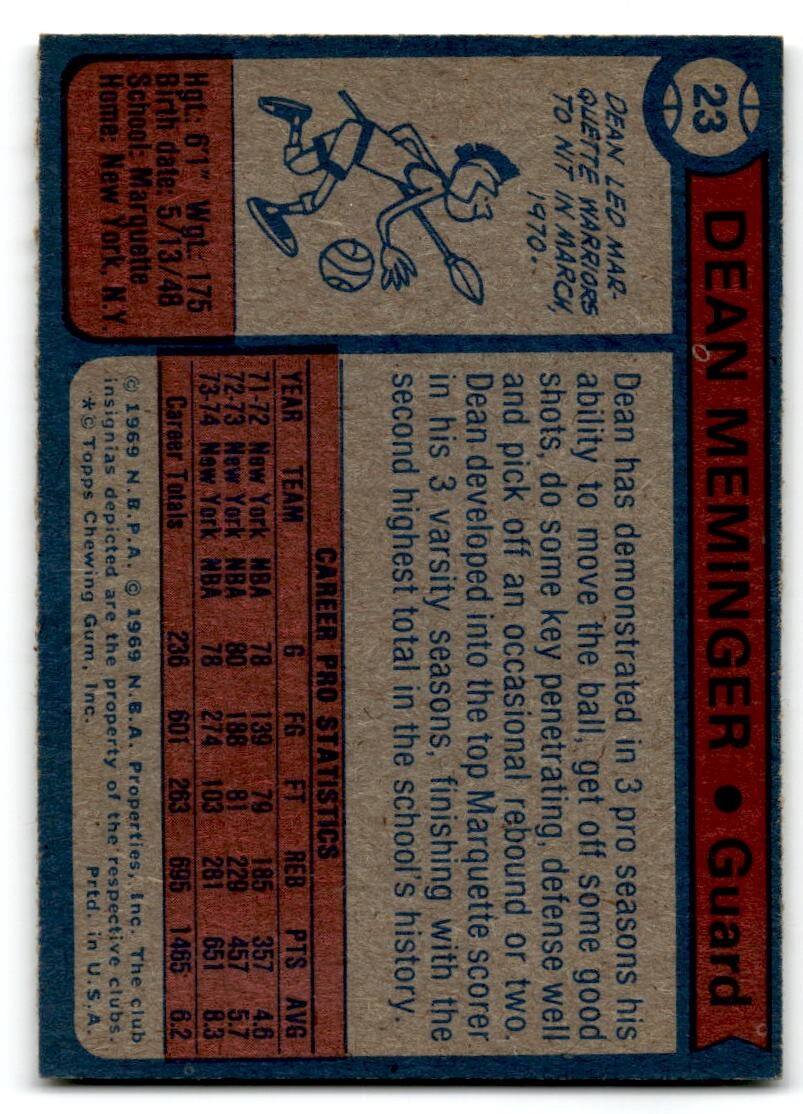 23
DEAN MEMINGER • Guard
DEAN LED MAR-
QUETTE WARRIORS
TO NIT IN MARCH,
1970.
Hgt.: 6'1" Wgt.: 175
Birth date: 5/13/48
School: Marquette
Home: New York, N.Y.
Dean has demonstrated in 3 pro seasons his
ability to move the ball, get off some good
shots, do some key penetrating, defense well
and pick off an occasional rebound or two.
Dean developed into the top Marquette scorer
in his 3 varsity seasons, finishing with the
second highest total in the school's history.
CAREER PRO STATISTICS
YEAR TEAM G FG FT REB PTS AVG
71-72 New York NBA 78 139 79 185 357 4.6
72-73 New York NBA 80 188 81 229 457 5.7
73-74 New York NBA 78 274 103 281 651 8.3
Career Totals 236 601 263 695 1465 6.2
© 1969 N.B.P.A. © 1969 N.B.A. Properties, Inc. The club
insignias depicted are the property of the respective clubs.
*© Topps Chewing Gum, Inc. Prtd. in U.S.A.